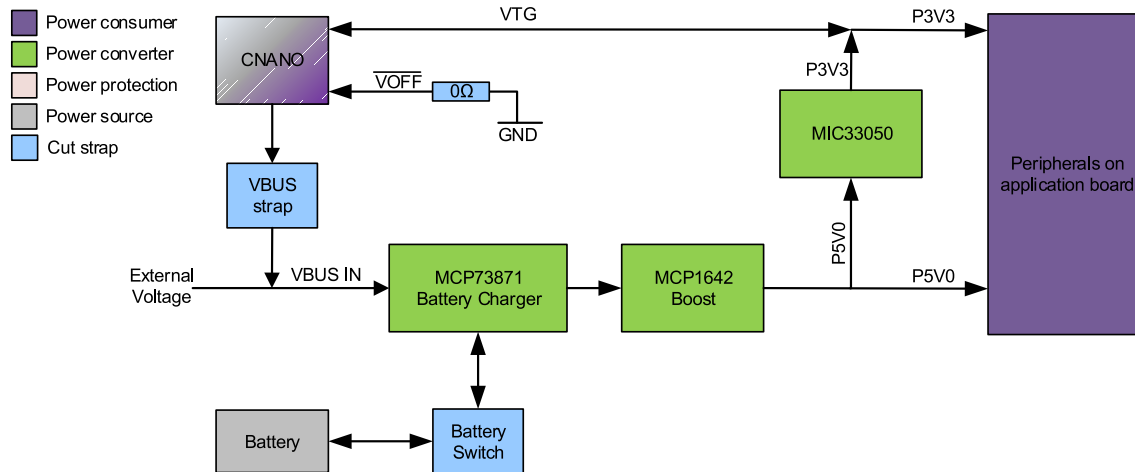 Power consumer
Power converter
Power protection
Power source
Cut strap
CNANO
VTG
P3V3
VOFF
0Ω
GND
P3V3
MIC33050
Peripherals on
application board
VBUS
strap
P5V0
External
Voltage
VBUS IN
MCP73871
Battery Charger
MCP1642
Boost
P5V0
Battery
Battery
Switch